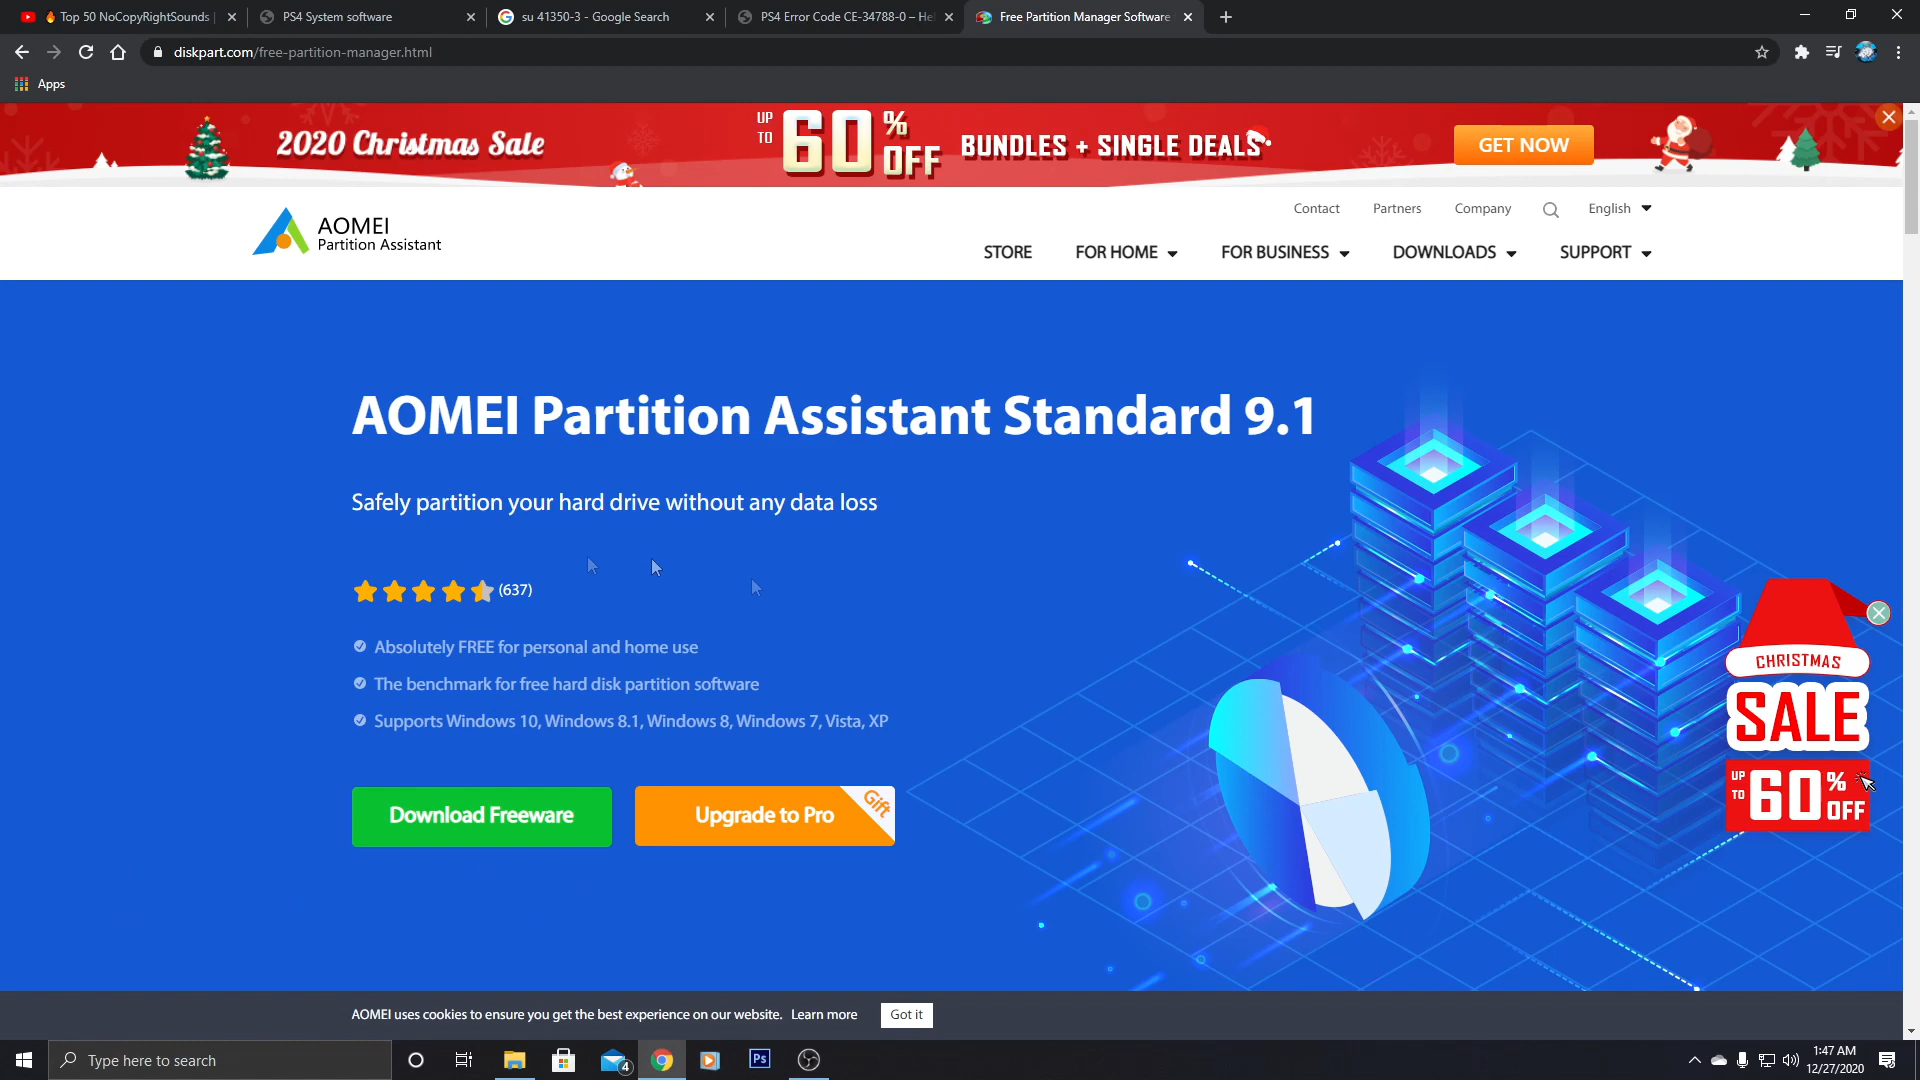 Top 50 NoCopyRightSounds |
PS4 System software
su 41350-3 - Google Search
PS4 Error Code CE-34788-0 – Hel
Free Partition Manager Software
diskpart.com/free-partition-manager.html
Apps
2020 Christmas Sale
UP TO 60% OFF
BUNDLES + SINGLE DEALS
GET NOW
AOMEI
Partition Assistant
Contact
Partners
Company
English
STORE
FOR HOME
FOR BUSINESS
DOWNLOADS
SUPPORT
AOMEI Partition Assistant Standard 9.1
Safely partition your hard drive without any data loss
(637)
Absolutely FREE for personal and home use
The benchmark for free hard disk partition software
Supports Windows 10, Windows 8.1, Windows 8, Windows 7, Vista, XP
Download Freeware
Upgrade to Pro
Gift
CHRISTMAS
SALE
UP TO 60% OFF
AOMEI uses cookies to ensure you get the best experience on our website. Learn more
Got it
Type here to search
4
Ps
1:47 AM
12/27/2020